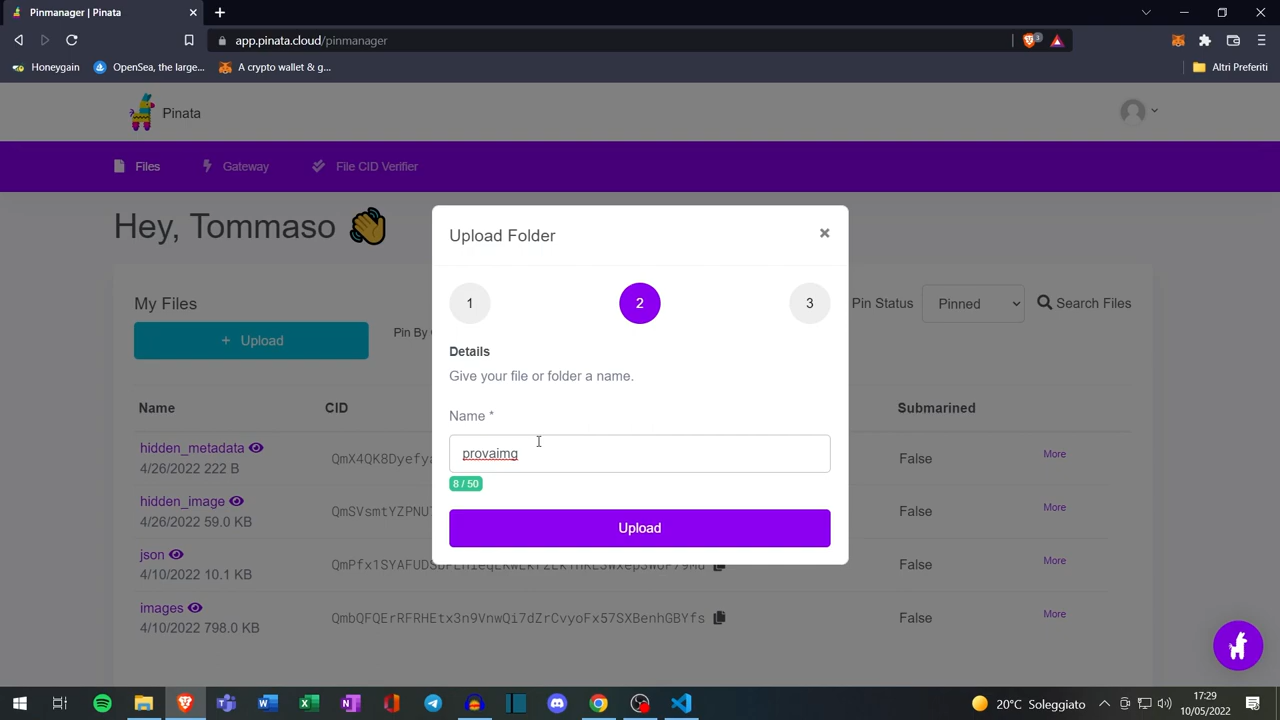 Pinmanager | Pinata
app.pinata.cloud/pinmanager
3
Honeygain
OpenSea, the large...
A crypto wallet & g...
Altri Preferiti
Pinata
Files
Gateway
File CID Verifier
Hey, Tommaso 👋
Upload Folder
×
1
2
3
My Files
Pin Status
Pinned
Search Files
+ Upload
Pin By
Details
Give your file or folder a name.
Name *
provaimg
8 / 50
Upload
Name
CID
Submarined
hidden_metadata
4/26/2022 222 B
QmX4QK8Dyefya
False
More
hidden_image
4/26/2022 59.0 KB
QmSVsmtYZPNU
False
More
json
4/10/2022 10.1 KB
False
More
images
4/10/2022 798.0 KB
QmbQFQErRFRHEtx3n9VnwQi7dZrCvyoFx57SXBenhGBYfs
False
More
20°C Soleggiato
17:29
10/05/2022